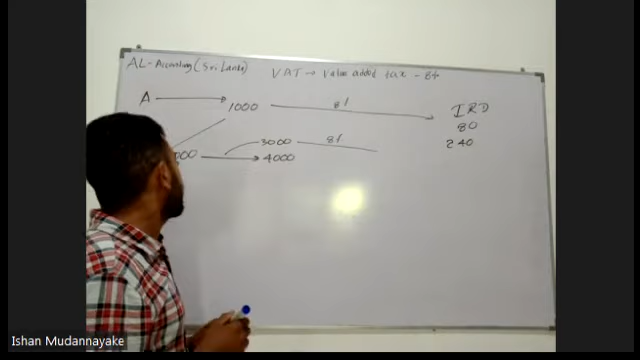 AL-Accounting (Sri Lanka)
VAT → Value added tax - 8%
A → 1000 8% IRD
80
3000 8% 240
000 → 4000
Ishan Mudannayake